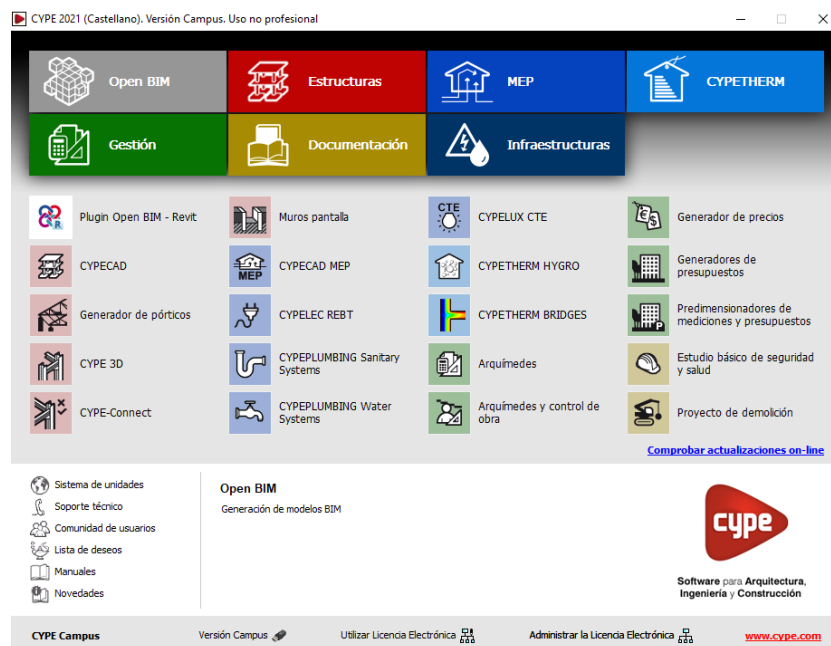 CYPE 2021 (Castellano). Versión Campus. Uso no profesional
Open BIM
Estructuras
MEP
CYPETHERM
Gestión
Documentación
Infraestructuras
Plugin Open BIM - Revit
Muros pantalla
CTE
CYPELUX CTE
Generador de precios
CYPECAD
MEP
CYPECAD MEP
CYPETHERM HYGRO
Generadores de
presupuestos
Generador de pórticos
CYPELEC REBT
CYPETHERM BRIDGES
Predimensionadores de
mediciones y presupuestos
CYPE 3D
CYPEPLUMBING Sanitary
Systems
Arquímedes
Estudio básico de seguridad
y salud
CYPE-Connect
CYPEPLUMBING Water
Systems
Arquímedes y control de
obra
Proyecto de demolición
Comprobar actualizaciones on-line
Sistema de unidades
Soporte técnico
Comunidad de usuarios
Lista de deseos
Manuales
Novedades
Open BIM
Generación de modelos BIM
cype
Software para Arquitectura,
Ingeniería y Construcción
CYPE Campus
Versión Campus
Utilizar Licencia Electrónica
Administrar la Licencia Electrónica
www.cype.com